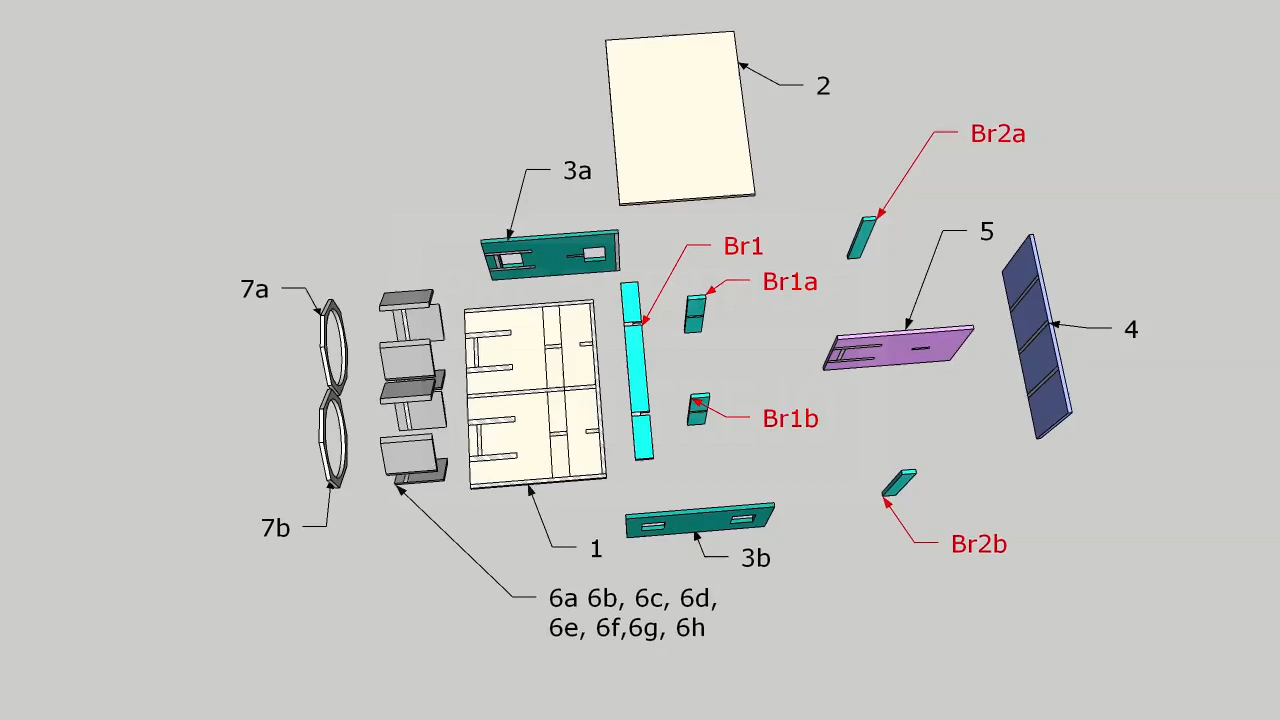 2
Br2a
3a
5
Br1
Br1a
7a
4
Br1b
7b
1
Br2b
3b
6a 6b, 6c, 6d,
6e, 6f,6g, 6h